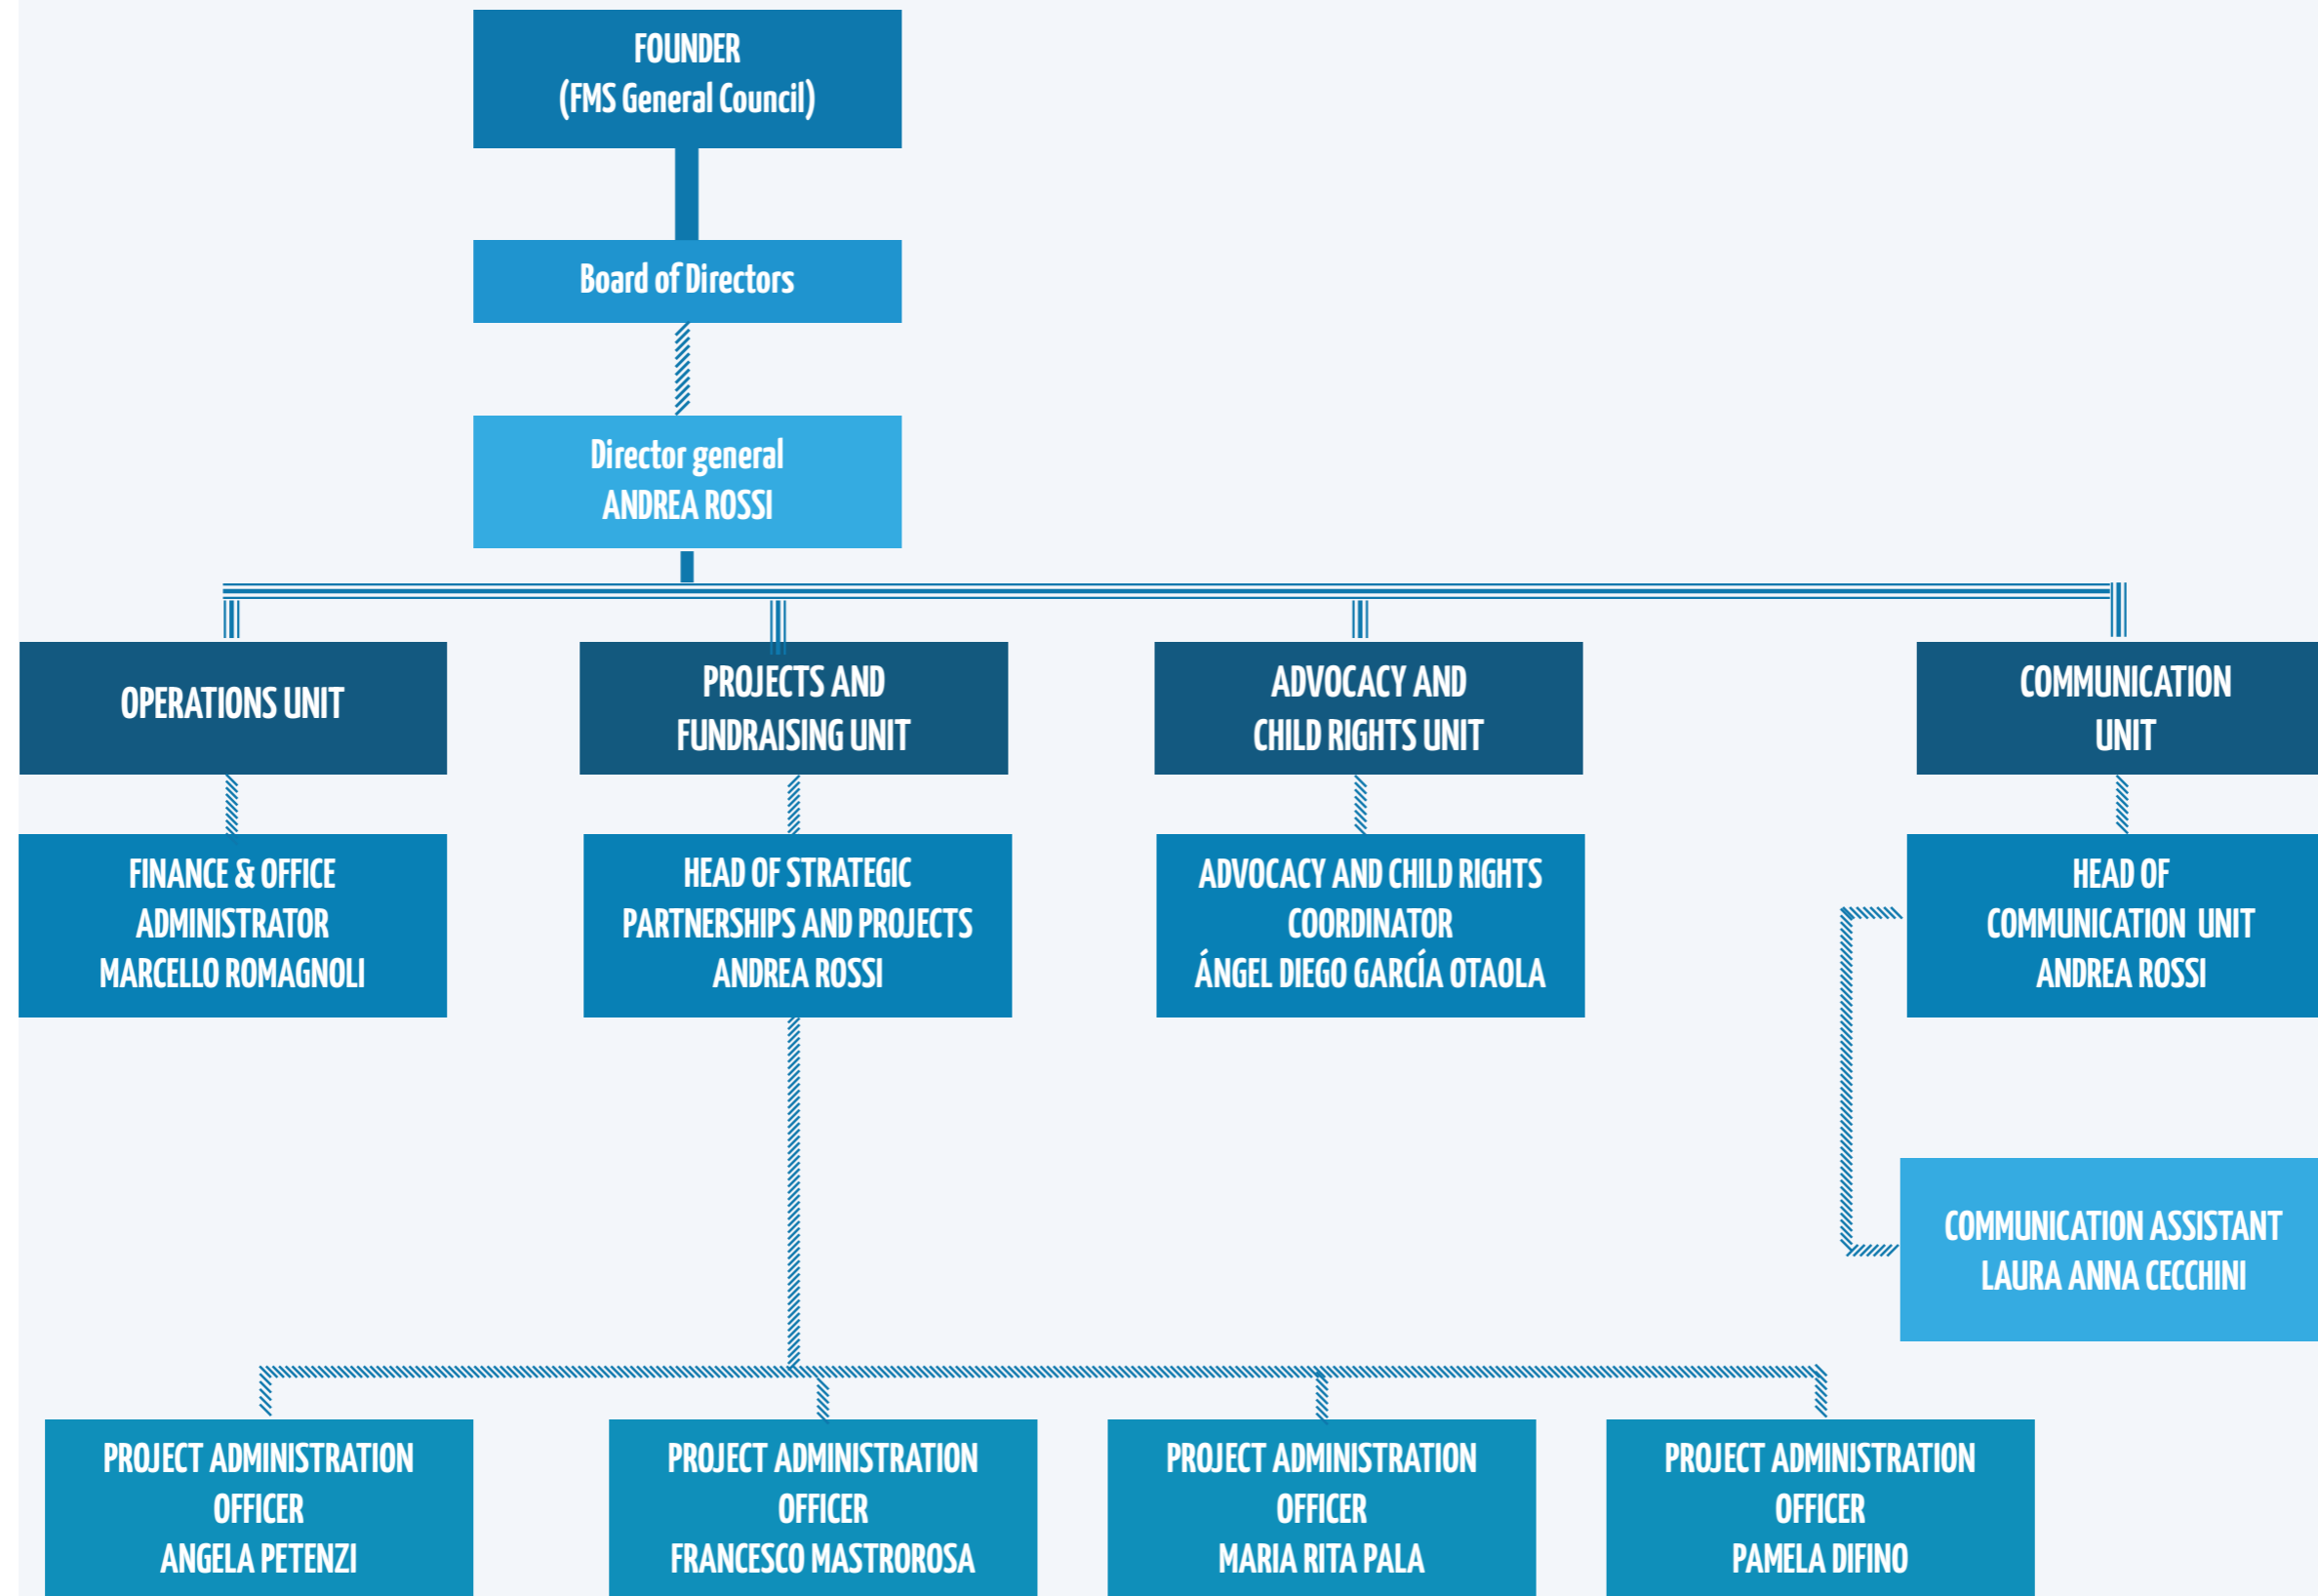 FOUNDER
(FMS General Council)
Board of Directors
Director general
ANDREA ROSSI
OPERATIONS UNIT
PROJECTS AND
FUNDRAISING UNIT
ADVOCACY AND
CHILD RIGHTS UNIT
COMMUNICATION
UNIT
FINANCE & OFFICE
ADMINISTRATOR
MARCELLO ROMAGNOLI
HEAD OF STRATEGIC
PARTNERSHIPS AND PROJECTS
ANDREA ROSSI
ADVOCACY AND CHILD RIGHTS
COORDINATOR
ÁNGEL DIEGO GARCÍA OTAOLA
HEAD OF
COMMUNICATION UNIT
ANDREA ROSSI
COMMUNICATION ASSISTANT
LAURA ANNA CECCHINI
PROJECT ADMINISTRATION
OFFICER
ANGELA PETENZI
PROJECT ADMINISTRATION
OFFICER
FRANCESCO MASTROROSA
PROJECT ADMINISTRATION
OFFICER
MARIA RITA PALA
PROJECT ADMINISTRATION
OFFICER
PAMELA DIFINO